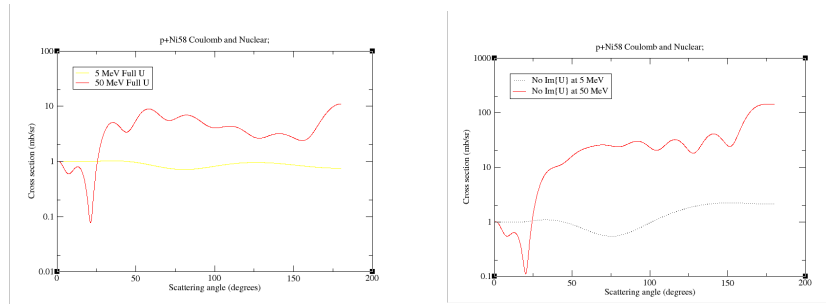 p+Ni58 Coulomb and Nuclear;
100
10
1
0.1
0.01
Cross section (mb/sr)
5 MeV Full U
50 MeV Full U
0
50
100
150
200
Scattering angle (degrees)
p+Ni58 Coulomb and Nuclear;
1000
100
10
1
0.1
Cross section (mb/sr)
No Im{U} at 5 MeV
No Im{U} at 50 MeV
0
50
100
150
200
Scattering angle (degrees)